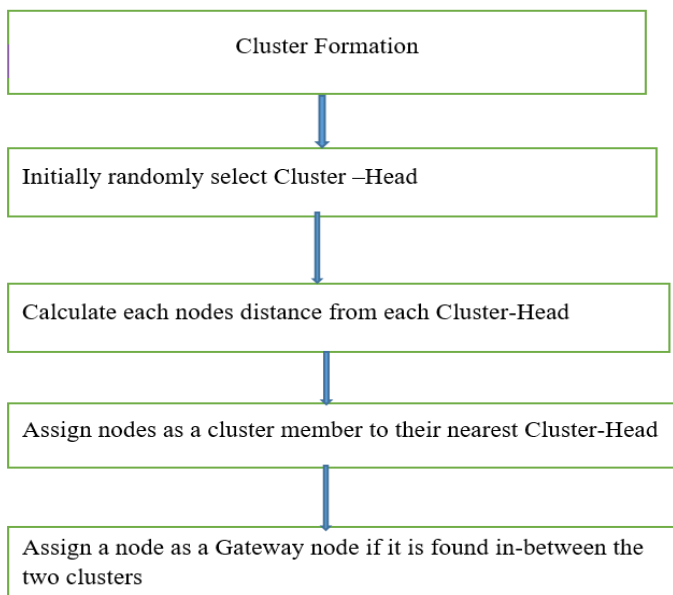 Cluster Formation
Initially randomly select Cluster –Head
Calculate each nodes distance from each Cluster-Head
Assign nodes as a cluster member to their nearest Cluster-Head
Assign a node as a Gateway node if it is found in-between the
two clusters